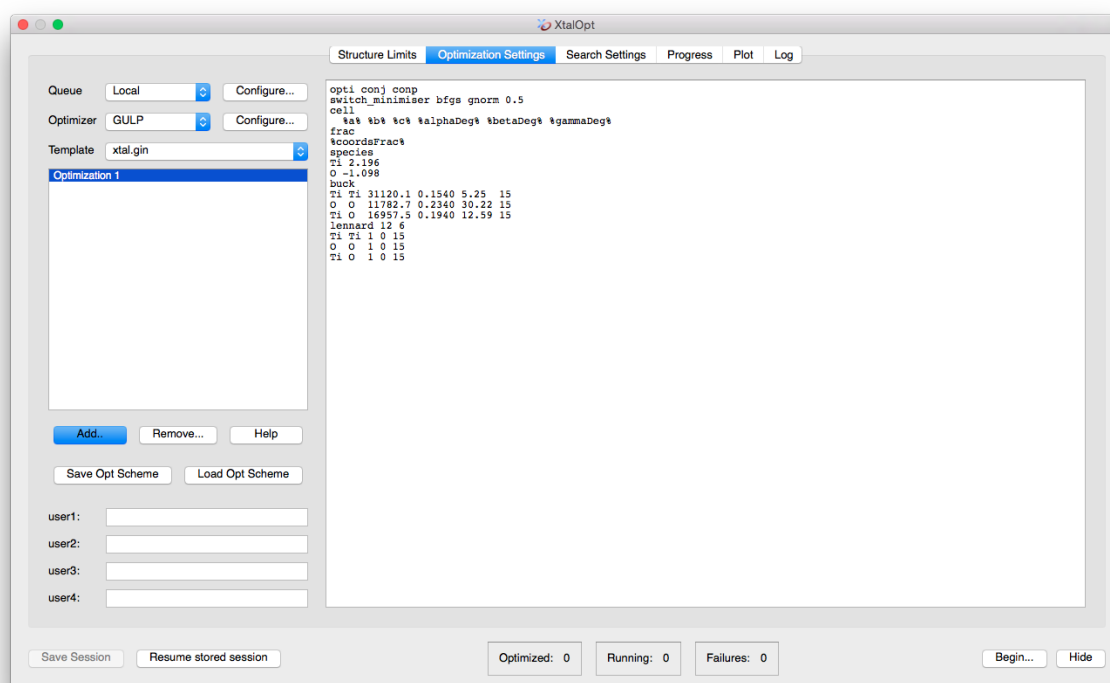 XtalOpt
Structure Limits Optimization Settings Search Settings Progress Plot Log
Queue Local Configure...
Optimizer GULP Configure...
Template xtal.gin
Optimization 1
Add.. Remove... Help
Save Opt Scheme Load Opt Scheme
user1:
user2:
user3:
user4:
opti conj conp
switch_minimiser bfgs gnorm 0.5
cell
%a% %b% %c% %alphaDeg% %betaDeg% %gammaDeg%
frac
%coordsFrac%
species
Ti 2.196
O -1.098
buck
Ti Ti 31120.1 0.1540 5.25 15
O O 11782.7 0.2340 30.22 15
Ti O 16957.5 0.1940 12.59 15
lennard 12 6
Ti Ti 1 0 15
O O 1 0 15
Ti O 1 0 15
Save Session Resume stored session Optimized: 0 Running: 0 Failures: 0 Begin... Hide